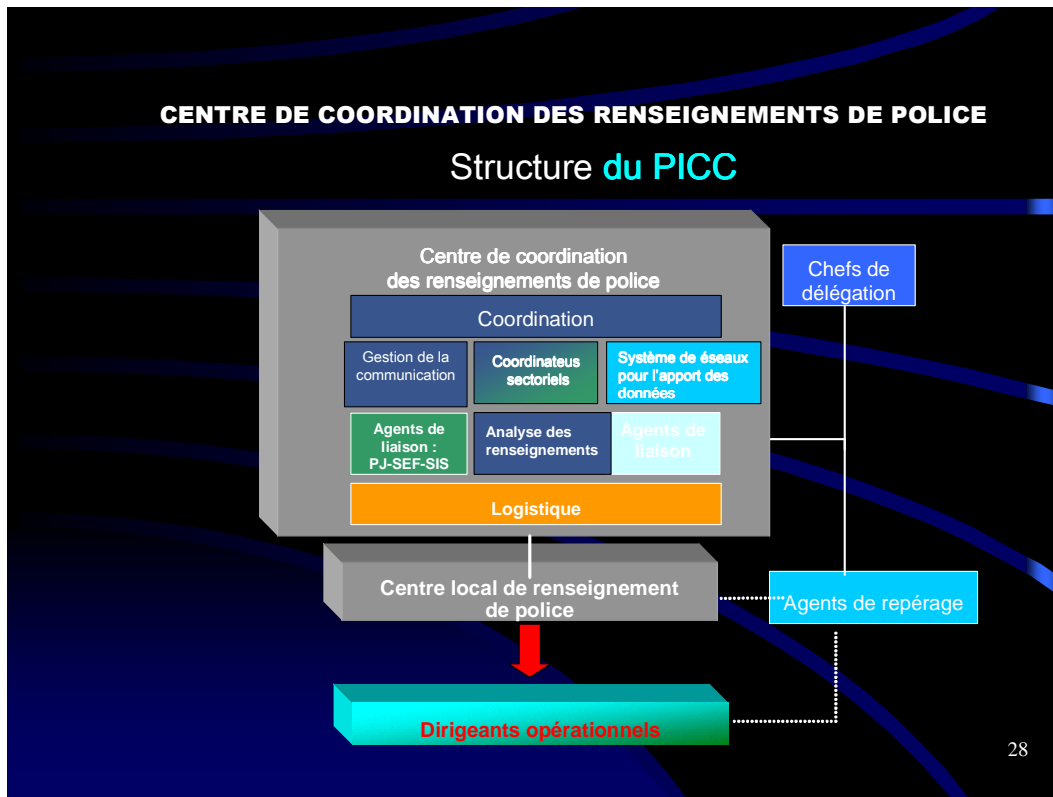 CENTRE DE COORDINATION DES RENSEIGNEMENTS DE POLICE
Structure du PICC
Centre de coordination
des renseignements de police
Coordination
Gestion de la
communication
Coordinateus
sectoriels
Système de éseaux
pour l'apport des
données
Agents de
liaison :
PJ-SEF-SIS
Analyse des
renseignements
Agents de
liaison
Logistique
Chefs de
délégation
Centre local de renseignement
de police
Agents de repérage
Dirigeants opérationnels
28